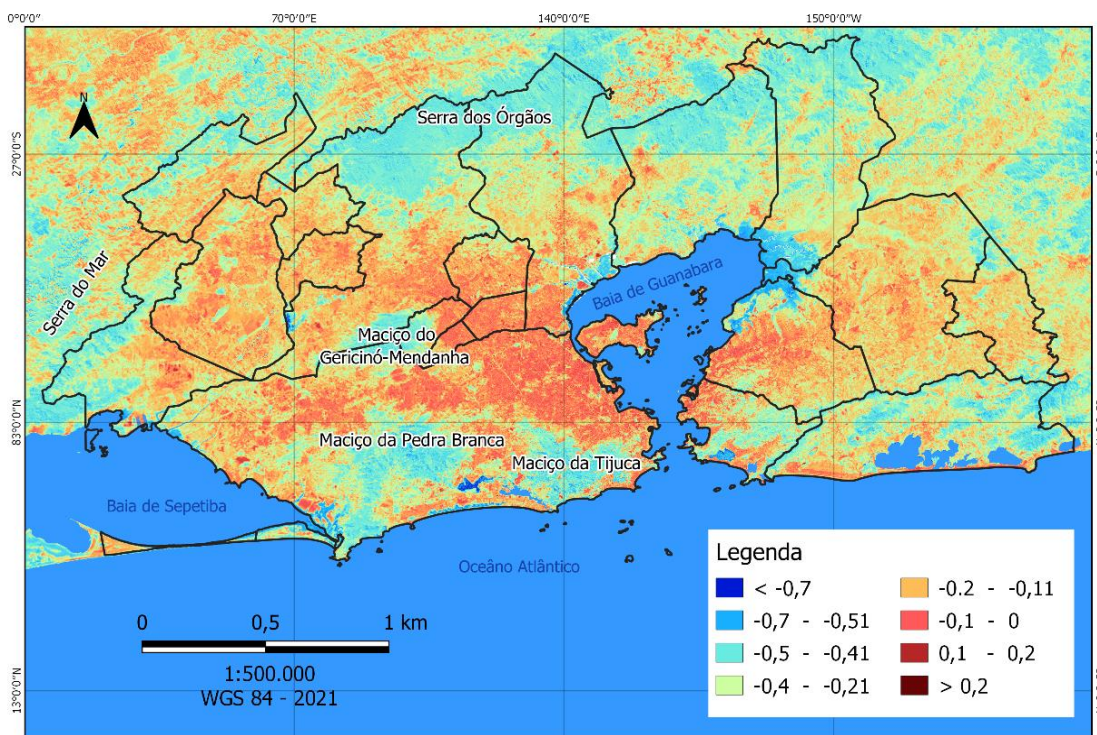 0°0'0"O
70°0'0"E
140°0'0"E
150°0'0"W
N
Serra dos Órgãos
27°0'0"S
Serra do Mar
Baia de Guanabara
Maciço do
Gericinó-Mendanha
83°0'0"N
Maciço da Pedra Branca
Maciço da Tijuca
Baia de Sepetiba
Oceâno Atlântico
Legenda
< -0,7
-0,7 - -0,51
-0,5 - -0,41
-0,4 - -0,21
-0.2 - -0,11
-0,1 - 0
0,1 - 0,2
> 0,2
0 0,5 1 km
1:500.000
WGS 84 - 2021
13°0'0"N